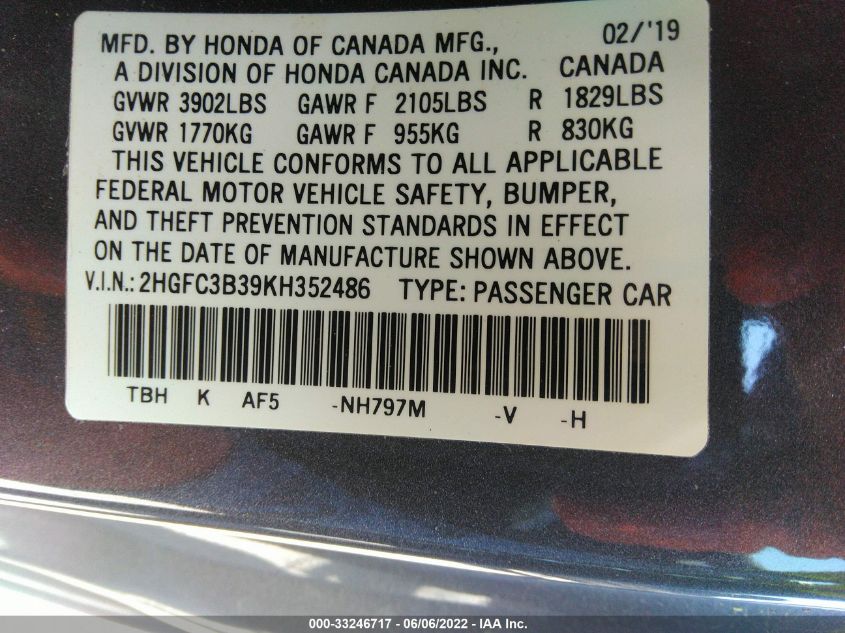 MFD. BY HONDA OF CANADA MFG., 02/'19
A DIVISION OF HONDA CANADA INC. CANADA
GVWR 3902LBS GAWR F 2105LBS R 1829LBS
GVWR 1770KG GAWR F 955KG R 830KG
THIS VEHICLE CONFORMS TO ALL APPLICABLE
FEDERAL MOTOR VEHICLE SAFETY, BUMPER,
AND THEFT PREVENTION STANDARDS IN EFFECT
ON THE DATE OF MANUFACTURE SHOWN ABOVE.
V.I.N.: 2HGFC3B39KH352486 TYPE: PASSENGER CAR
TBH K AF5 -NH797M -V -H
000-33246717 - 06/06/2022 - IAA Inc.